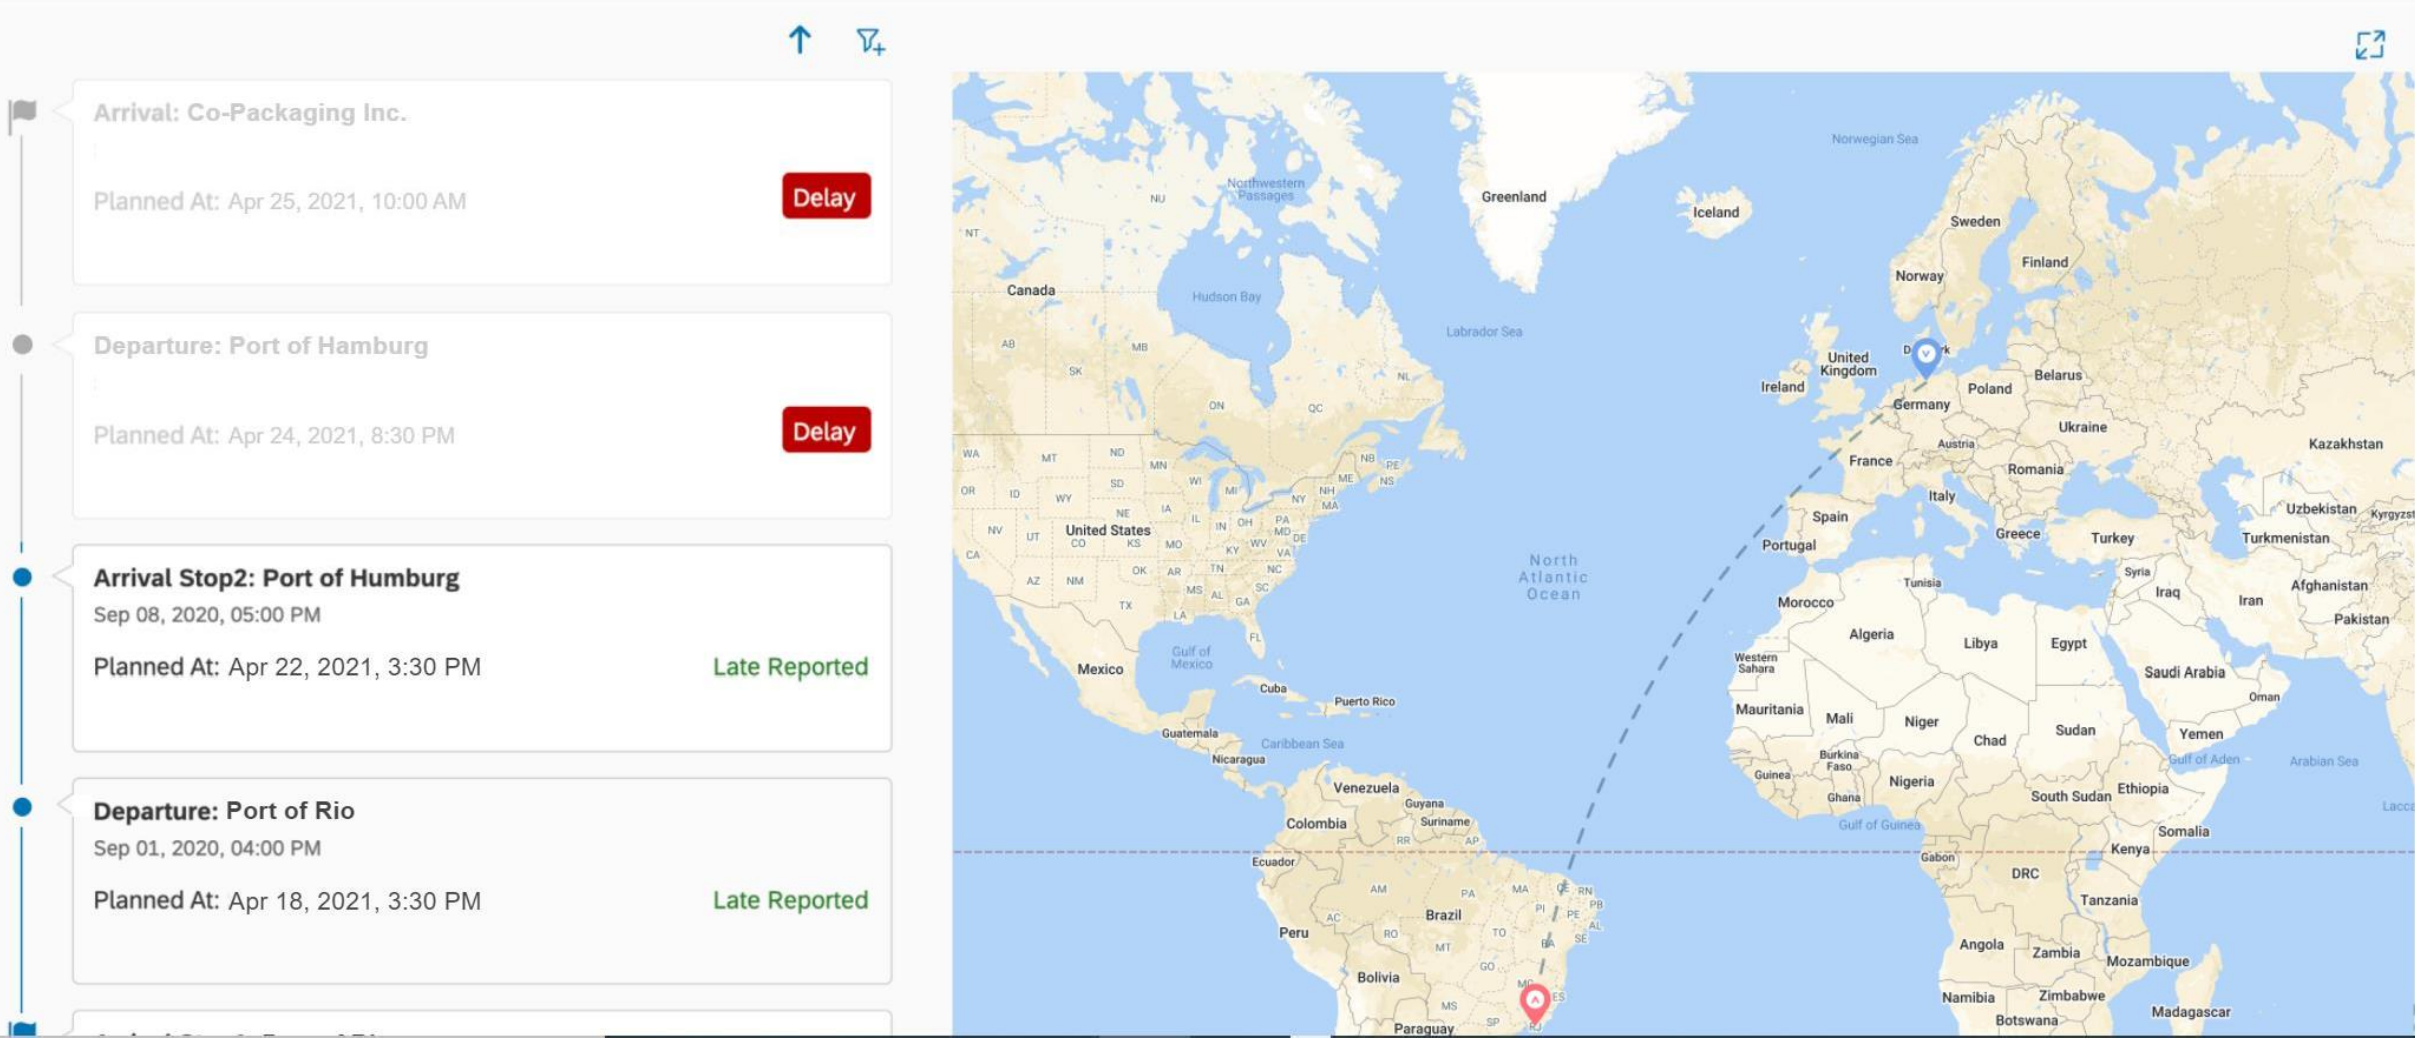 Arrival: Co-Packaging Inc.
Planned At: Apr 25, 2021, 10:00 AM
Delay
Departure: Port of Hamburg
Planned At: Apr 24, 2021, 8:30 PM
Delay
Arrival Stop2: Port of Humburg
Sep 08, 2020, 05:00 PM
Planned At: Apr 22, 2021, 3:30 PM
Late Reported
Departure: Port of Rio
Sep 01, 2020, 04:00 PM
Planned At: Apr 18, 2021, 3:30 PM
Late Reported
Norwegian Sea
Northwestern
Passages
NU
Greenland
Iceland
Sweden
NT
Finland
Norway
Canada
Hudson Bay
Labrador Sea
AB
MB
SK
NL
ON
QC
United
Kingdom
Ireland
Poland
Belarus
Germany
Ukraine
Austria
Kazakhstan
France
Romania
WA
MT
ND
MN
NB
PE
ME
NS
OR
ID
WY
SD
WI
MI
NY
NH
MA
Italy
NE
IA
IL
IN
OH
PA
MD
DE
NV
UT
United States
CO
KS
MO
KY
WV
VA
Spain
Portugal
Greece
Turkey
Uzbekistan
Kyrgyzst
Turkmenistan
CA
AZ
NM
OK
AR
TN
NC
MS
AL
GA
SC
TX
LA
FL
North
Atlantic
Ocean
Tunisia
Syria
Iraq
Iran
Afghanistan
Pakistan
Morocco
Algeria
Libya
Egypt
Gulf of
Mexico
Mexico
Western
Sahara
Saudi Arabia
Cuba
Puerto Rico
Oman
Mauritania
Mali
Niger
Chad
Sudan
Yemen
Guatemala
Caribbean Sea
Nicaragua
Burkina
Faso
Gulf of Aden
Arabian Sea
Guinea
Ghana
Nigeria
South Sudan
Ethiopia
Venezuela
Guyana
Suriname
Colombia
Gulf of Guinea
Lacca
Somalia
RR
AP
Ecuador
Gabon
Kenya
DRC
AM
PA
MA
CE
RN
PB
PI
PE
AL
SE
Brazil
Tanzania
AC
RO
TO
MT
BA
Peru
Angola
Zambia
Mozambique
GO
Bolivia
ES
MS
SP
RJ
Paraguay
Namibia
Zimbabwe
Botswana
Madagascar